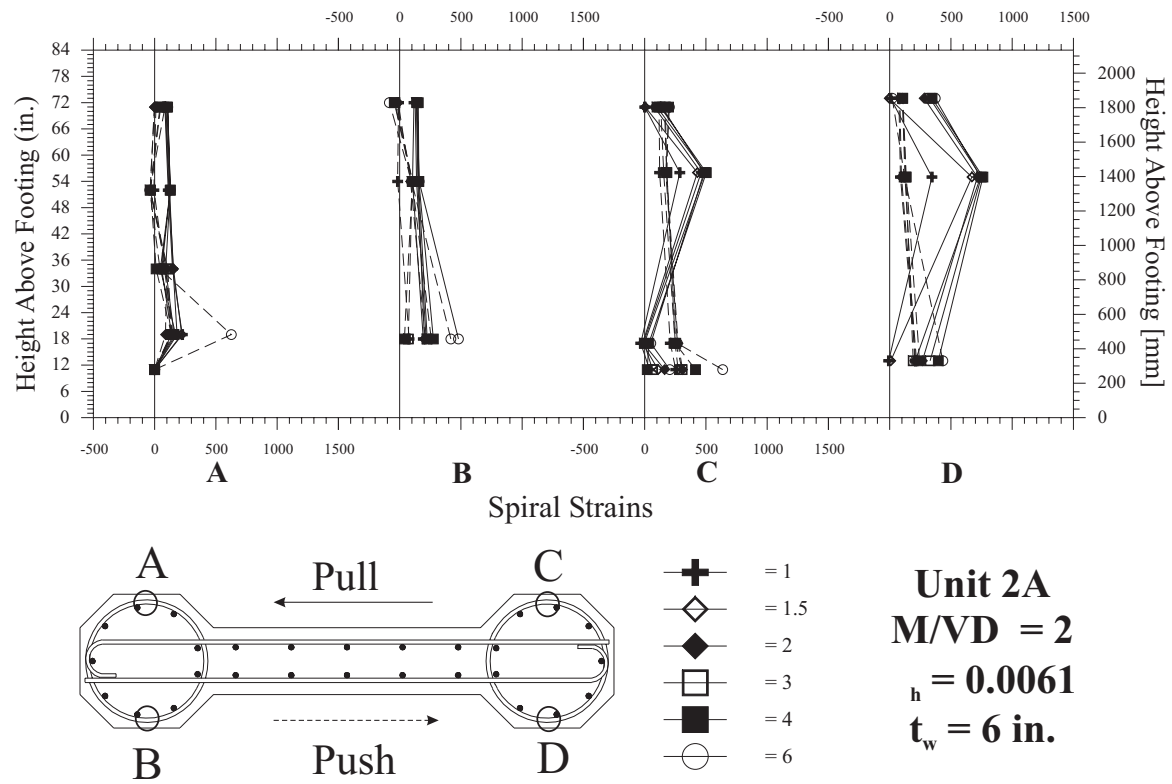 -500 0 500 1000 1500
-500 0 500 1000 1500
84
78
72
66
60
54
48
42
36
30
24
18
12
6
0
Height Above Footing (in.)
2000
1800
1600
1400
1200
1000
800
600
400
200
0
Height Above Footing [mm]
-500 0 500 1000 1500
-500 0 500 1000 1500
A B C D
Spiral Strains
A
C
Pull
B
Push
D
= 1
= 1.5
= 2
= 3
= 4
= 6
Unit 2A
M/VD = 2
h = 0.0061
tw = 6 in.